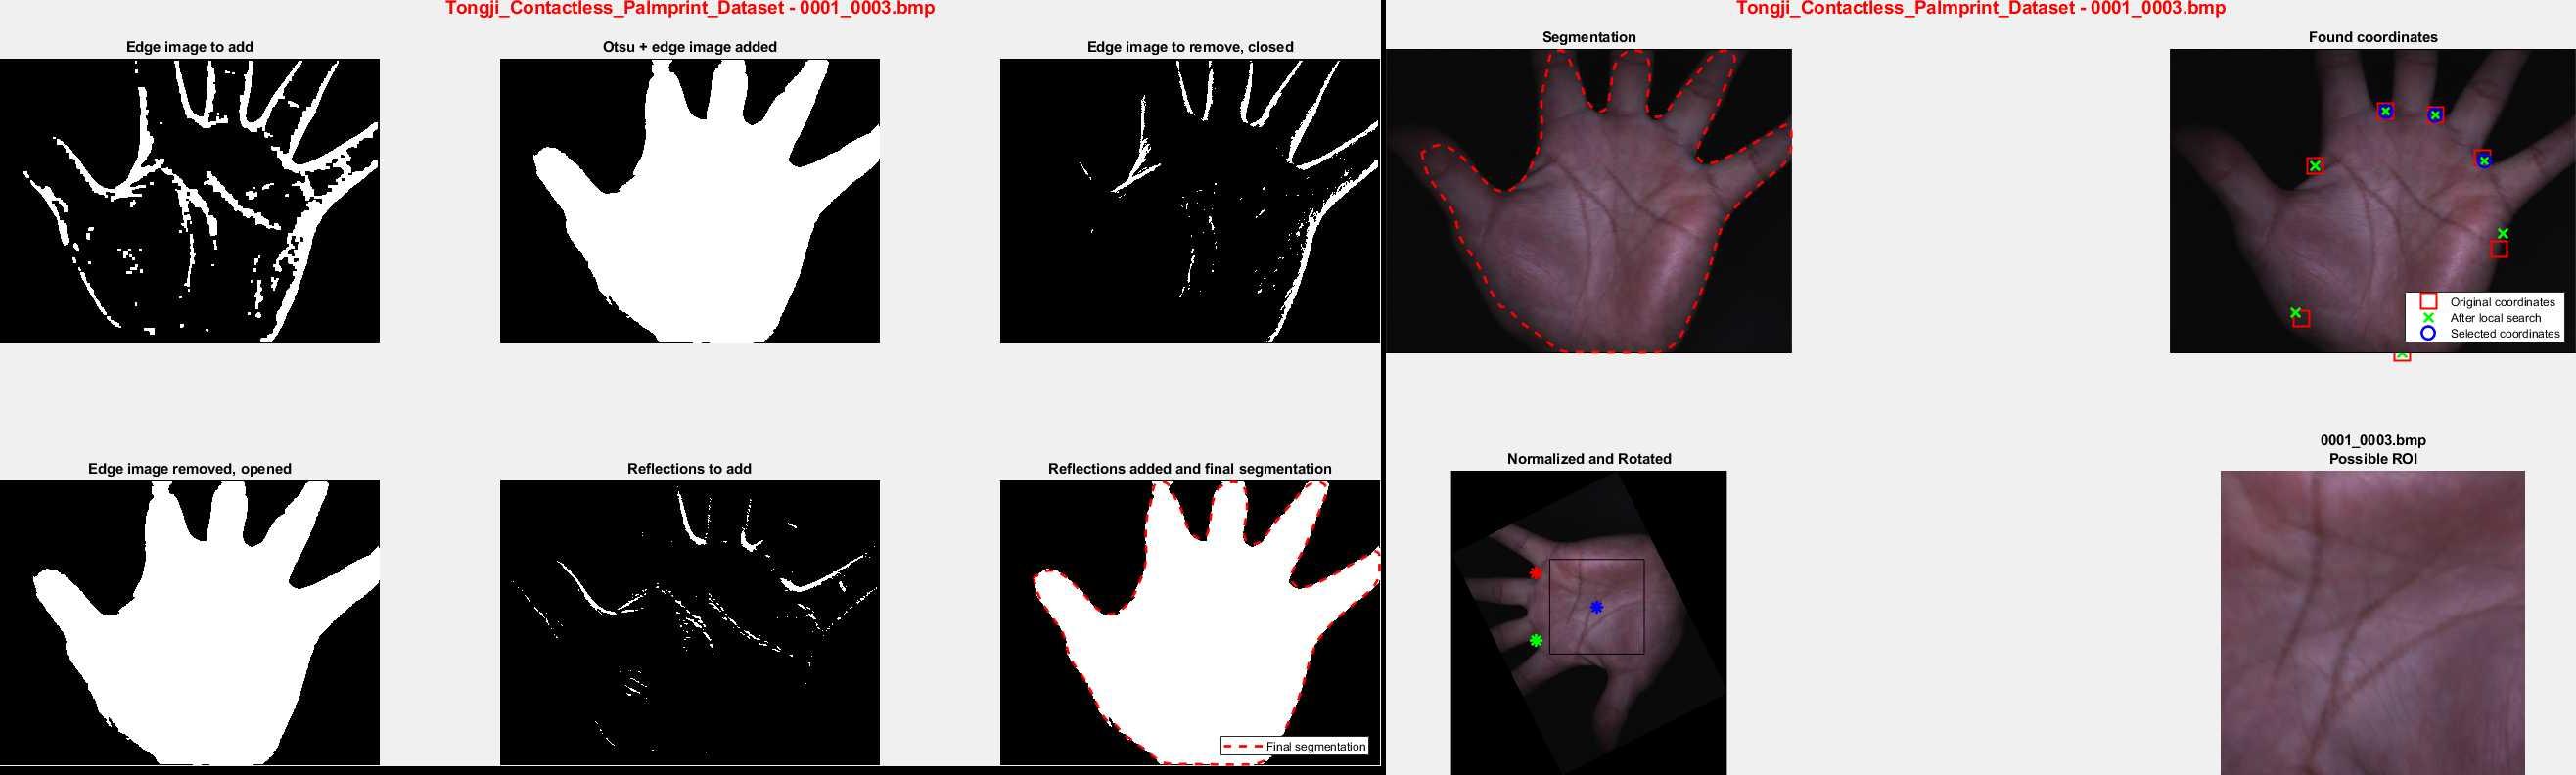 Tongji_Contactless_Palmprint_Dataset - 0001_0003.bmp
Edge image to add
Otsu + edge image added
Edge image to remove, closed
Edge image removed, opened
Reflections to add
Reflections added and final segmentation
Final segmentation
Tongji_Contactless_Palmprint_Dataset - 0001_0003.bmp
Segmentation
Found coordinates
Original coordinates
After local search
Selected coordinates
Normalized and Rotated
0001_0003.bmp
Possible ROI